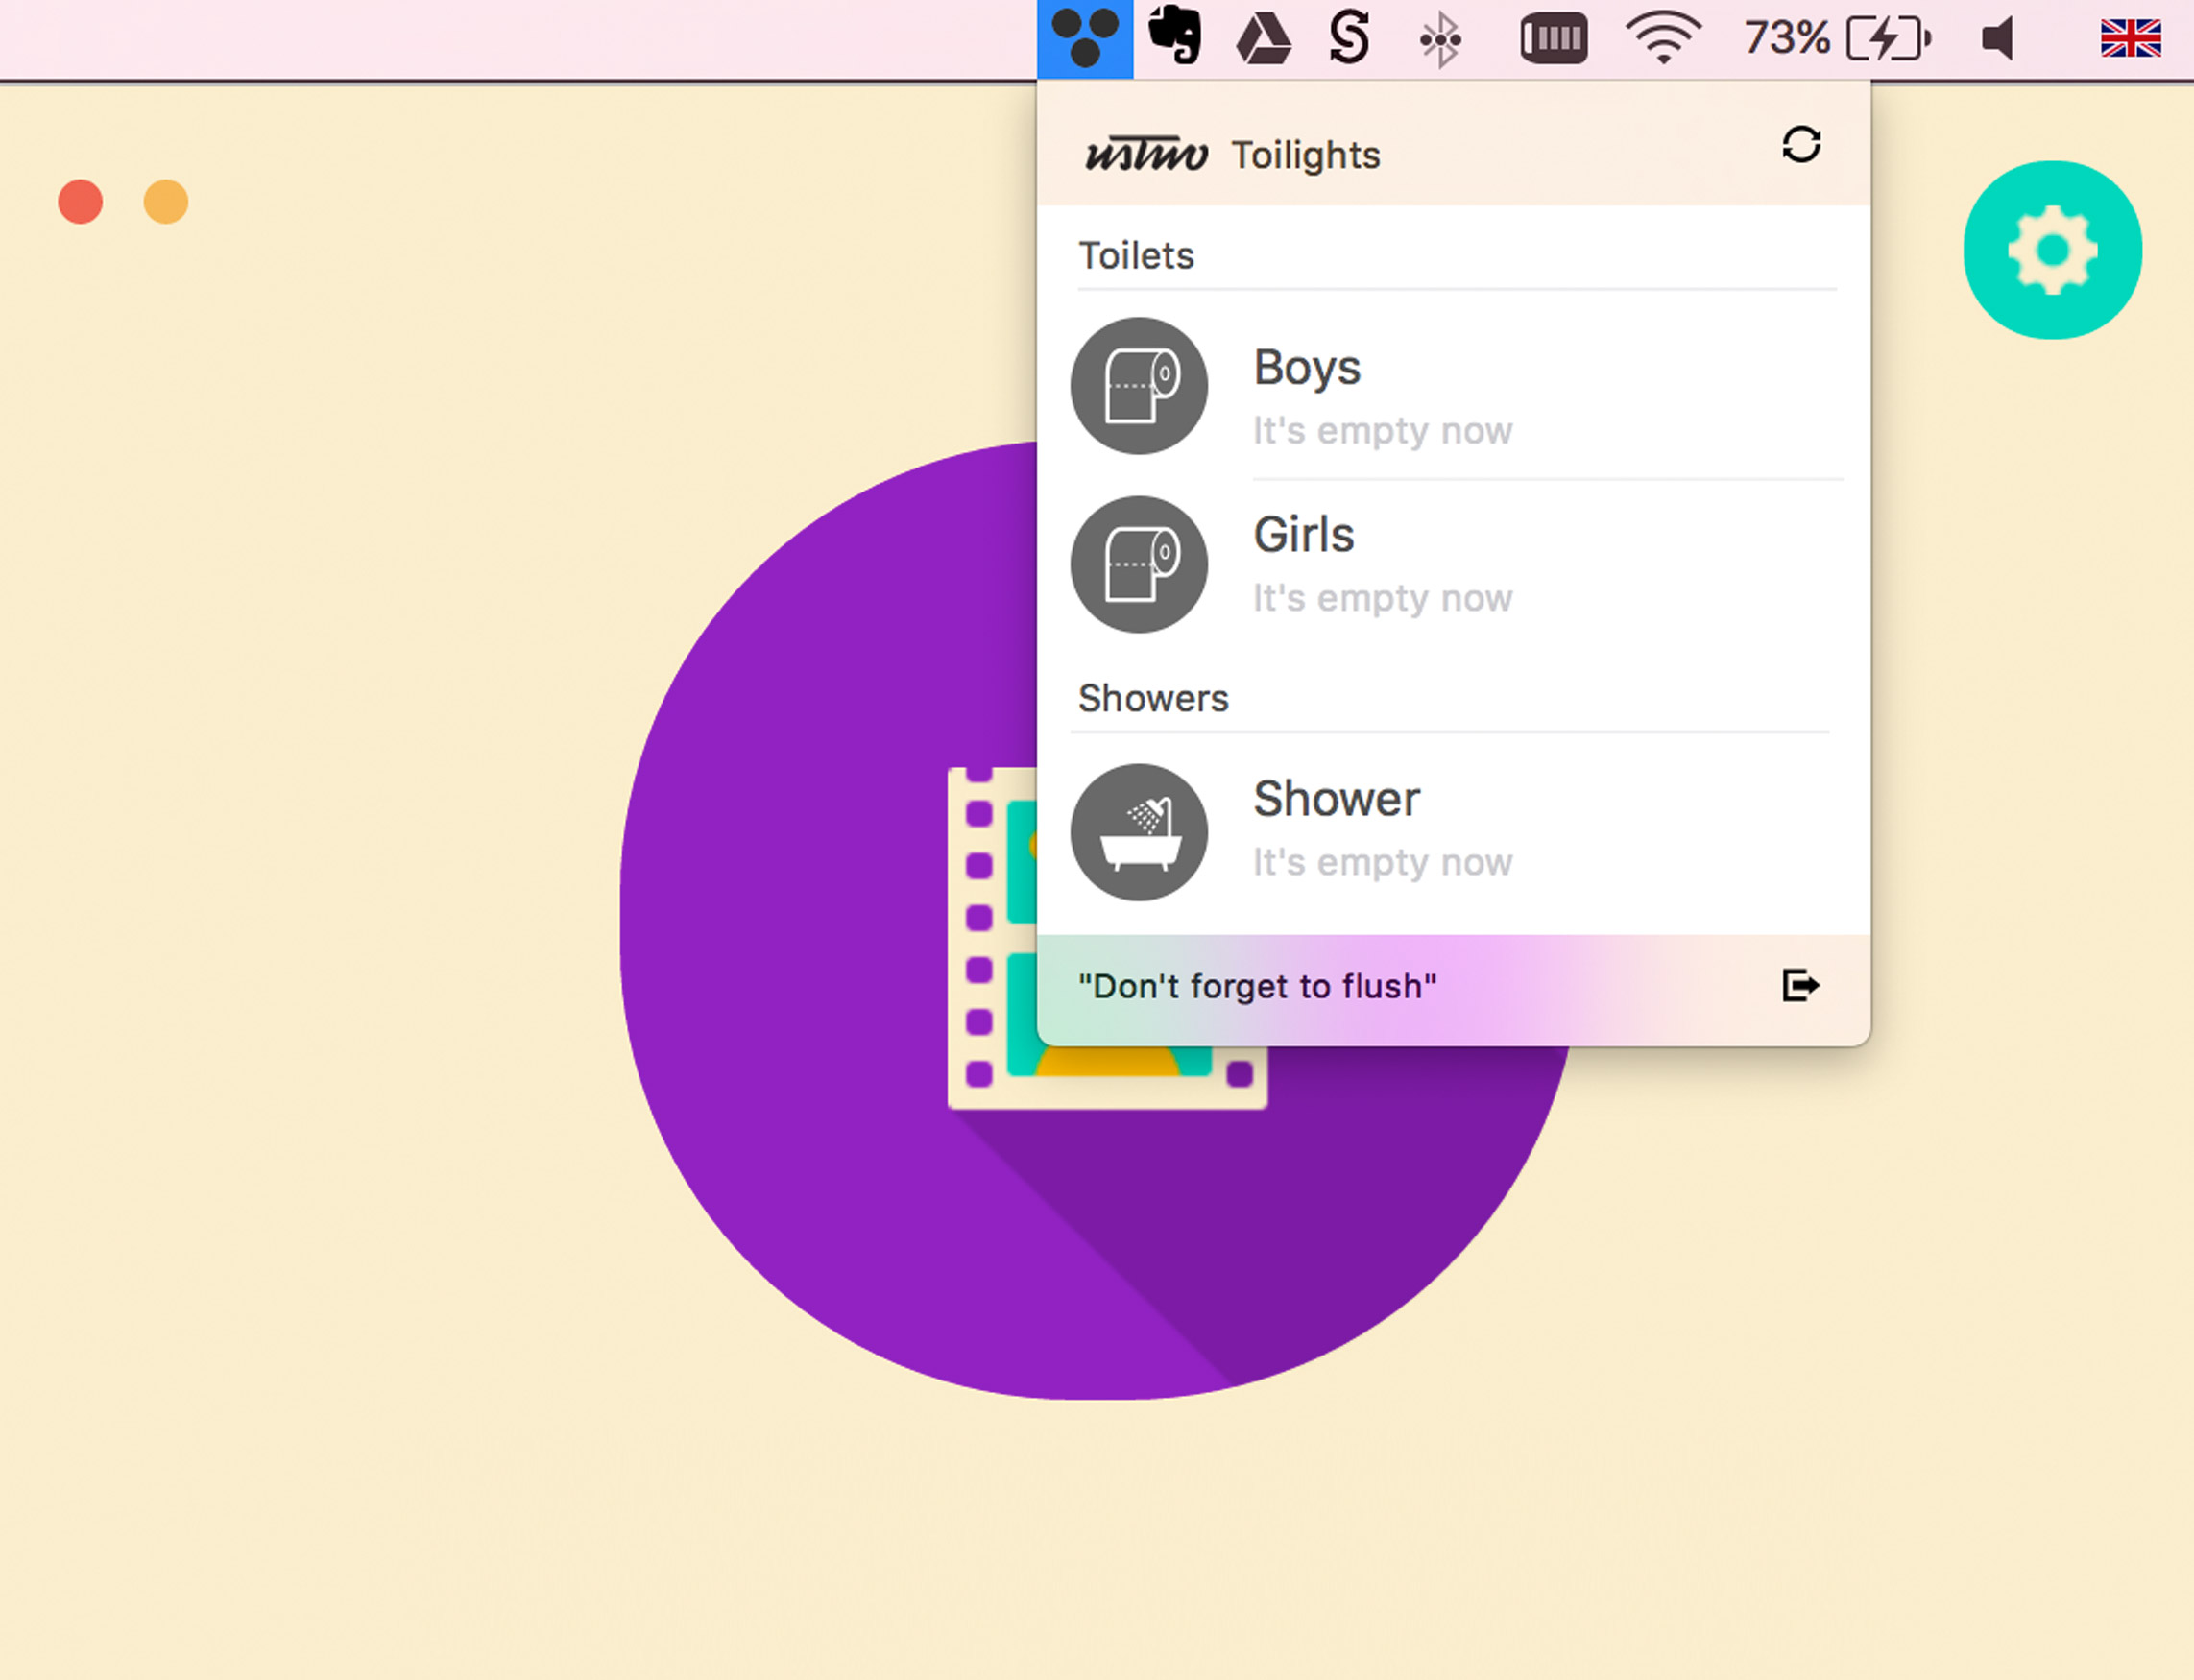 73%
ustwo Toilights
Toilets
Boys
It's empty now
Girls
It's empty now
Showers
Shower
It's empty now
"Don't forget to flush"